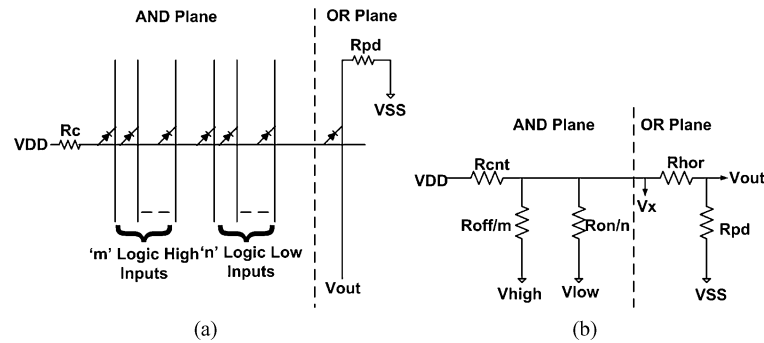 AND Plane
OR Plane
Rpd
VSS
Rc
VDD
'm' Logic High
Inputs
'n' Logic Low
Inputs
Vout
(a)
AND Plane
OR Plane
VDD
Rcnt
Rhor
Vout
Vx
Roff/m
Ron/n
Rpd
Vhigh
Vlow
VSS
(b)